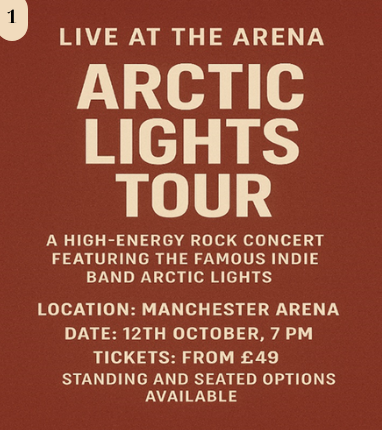 1
LIVE AT THE ARENA
ARCTIC
LIGHTS
TOUR
A HIGH-ENERGY ROCK CONCERT
FEATURING THE FAMOUS INDIE
BAND ARCTIC LIGHTS
LOCATION: MANCHESTER ARENA
DATE: 12TH OCTOBER, 7 PM
TICKETS: FROM £49
STANDING AND SEATED OPTIONS
AVAILABLE